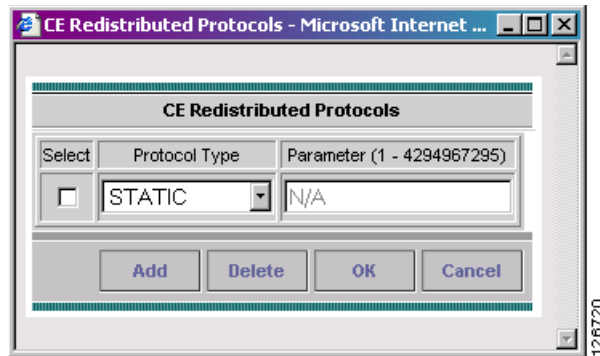 CE Redistributed Protocols - Microsoft Internet ...
CE Redistributed Protocols
Select Protocol Type Parameter (1 - 4294967295)
STATIC N/A
Add Delete OK Cancel
126720